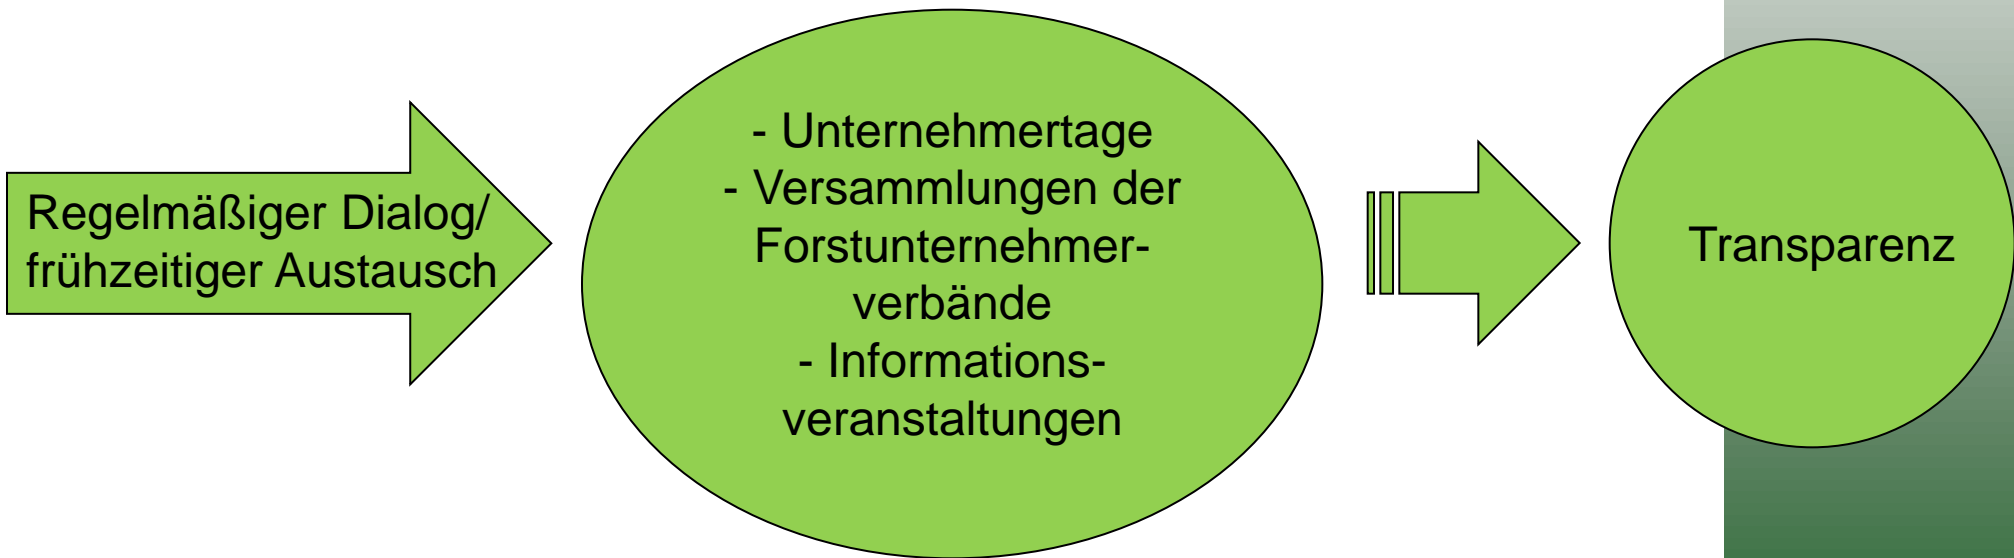 Regelmäßiger Dialog/
frühzeitiger Austausch
- Unternehmertage
- Versammlungen der
Forstunternehmer-
verbände
- Informations-
veranstaltungen
Transparenz